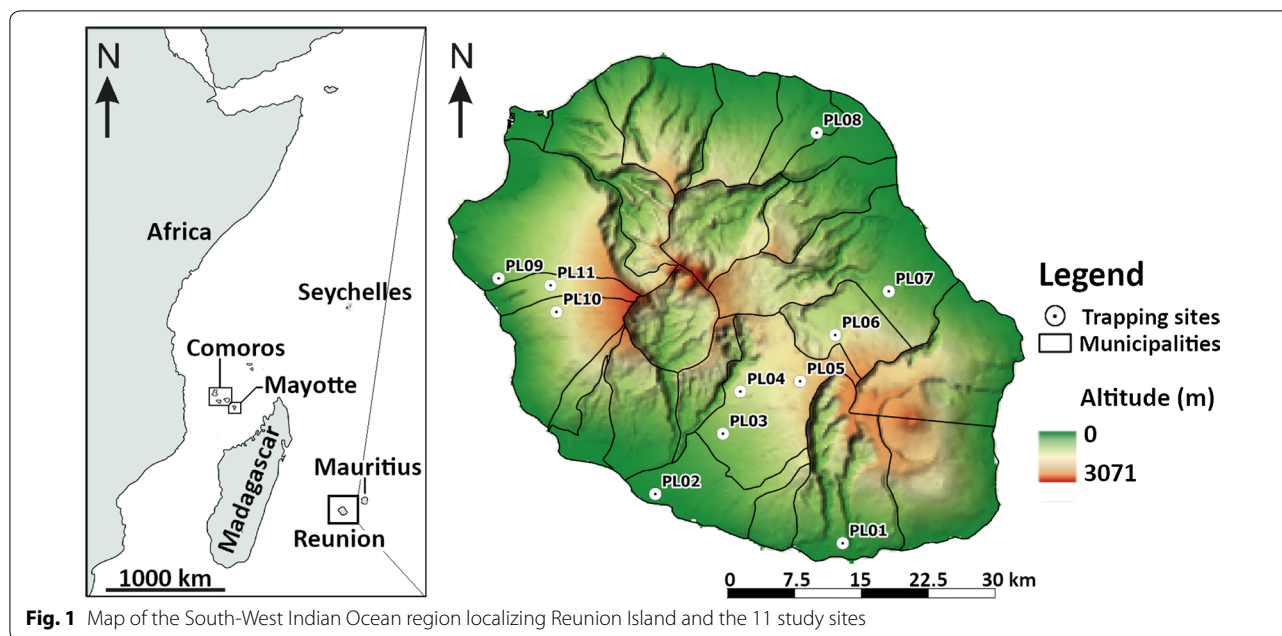 N
Africa
Seychelles
Comoros
Mayotte
Madagascar
Mauritius
Reunion
1000 km
N
PL08
PL09
PL11
PL10
PL07
PL06
PL05
PL04
PL03
PL02
PL01
0 7.5 15 22.5 30 km
Legend
Trapping sites
Municipalities
Altitude (m)
0
3071
Fig. 1 Map of the South-West Indian Ocean region localizing Reunion Island and the 11 study sites